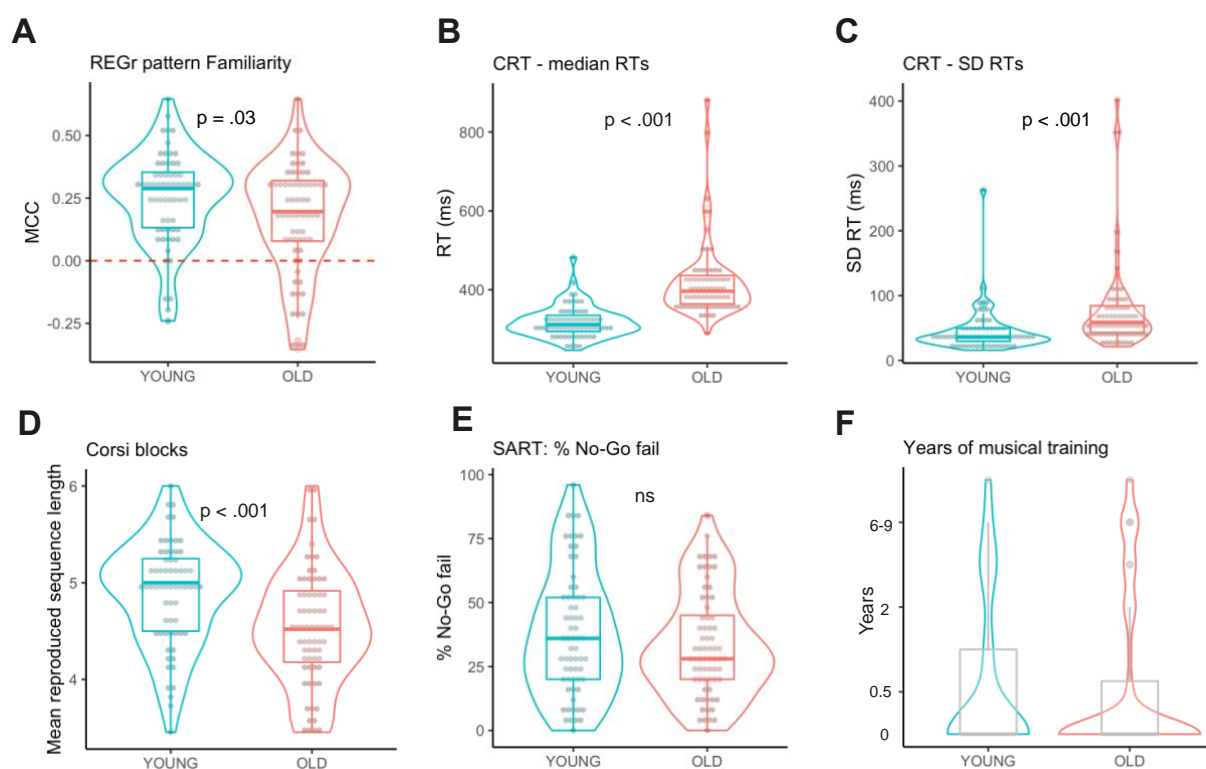 A
REGr pattern Familiarity
p = .03
MCC
0.50
0.25
0.00
-0.25
YOUNG
OLD
B
CRT - median RTs
p < .001
RT (ms)
800
600
400
YOUNG
OLD
C
CRT - SD RTs
p < .001
SD RT (ms)
400
300
200
100
0
YOUNG
OLD
D
Corsi blocks
p < .001
Mean reproduced sequence length
6
5
4
YOUNG
OLD
E
SART: % No-Go fail
ns
% No-Go fail
100
75
50
25
0
YOUNG
OLD
F
Years of musical training
Years
6-9
2
0.5
0
YOUNG
OLD